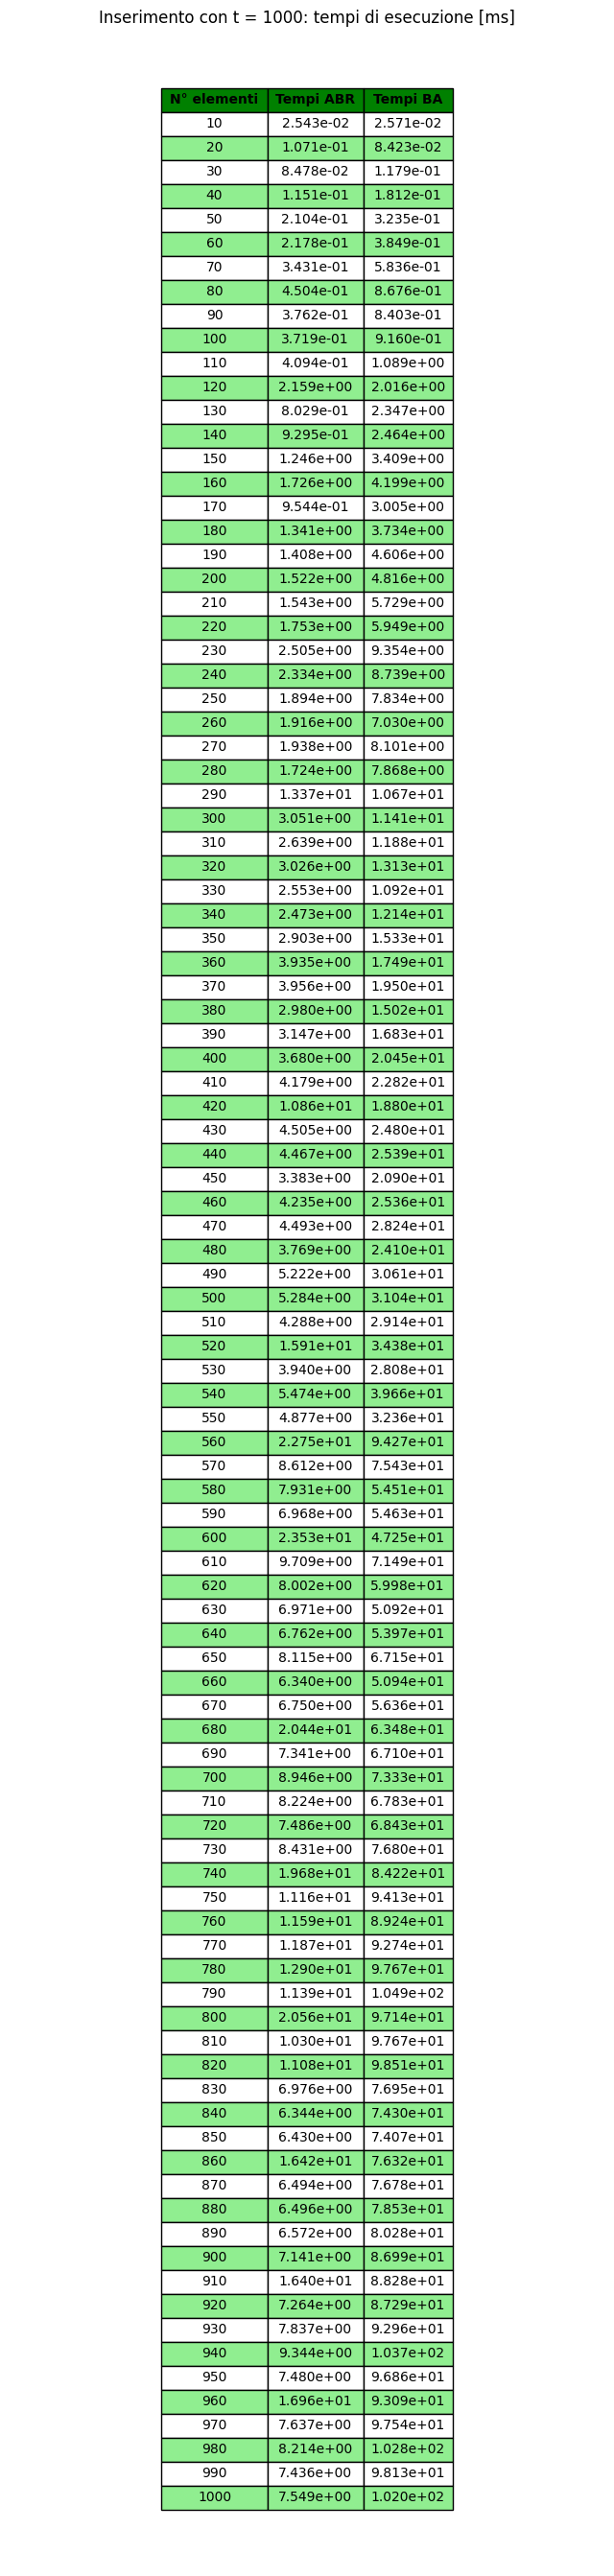 Inserimento con t = 1000: tempi di esecuzione [ms]
N° elementi Tempi ABR Tempi BA
10 2.543e-02 2.571e-02
20 1.071e-01 8.423e-02
30 8.478e-02 1.179e-01
40 1.151e-01 1.812e-01
50 2.104e-01 3.235e-01
60 2.178e-01 3.849e-01
70 3.431e-01 5.836e-01
80 4.504e-01 8.676e-01
90 3.762e-01 8.403e-01
100 3.719e-01 9.160e-01
110 4.094e-01 1.089e+00
120 2.159e+00 2.016e+00
130 8.029e-01 2.347e+00
140 9.295e-01 2.464e+00
150 1.246e+00 3.409e+00
160 1.726e+00 4.199e+00
170 9.544e-01 3.005e+00
180 1.341e+00 3.734e+00
190 1.408e+00 4.606e+00
200 1.522e+00 4.816e+00
210 1.543e+00 5.729e+00
220 1.753e+00 5.949e+00
230 2.505e+00 9.354e+00
240 2.334e+00 8.739e+00
250 1.894e+00 7.834e+00
260 1.916e+00 7.030e+00
270 1.938e+00 8.101e+00
280 1.724e+00 7.868e+00
290 1.337e+01 1.067e+01
300 3.051e+00 1.141e+01
310 2.639e+00 1.188e+01
320 3.026e+00 1.313e+01
330 2.553e+00 1.092e+01
340 2.473e+00 1.214e+01
350 2.903e+00 1.533e+01
360 3.935e+00 1.749e+01
370 3.956e+00 1.950e+01
380 2.980e+00 1.502e+01
390 3.147e+00 1.683e+01
400 3.680e+00 2.045e+01
410 4.179e+00 2.282e+01
420 1.086e+01 1.880e+01
430 4.505e+00 2.480e+01
440 4.467e+00 2.539e+01
450 3.383e+00 2.090e+01
460 4.235e+00 2.536e+01
470 4.493e+00 2.824e+01
480 3.769e+00 2.410e+01
490 5.222e+00 3.061e+01
500 5.284e+00 3.104e+01
510 4.288e+00 2.914e+01
520 1.591e+01 3.438e+01
530 3.940e+00 2.808e+01
540 5.474e+00 3.966e+01
550 4.877e+00 3.236e+01
560 2.275e+01 9.427e+01
570 8.612e+00 7.543e+01
580 7.931e+00 5.451e+01
590 6.968e+00 5.463e+01
600 2.353e+01 4.725e+01
610 9.709e+00 7.149e+01
620 8.002e+00 5.998e+01
630 6.971e+00 5.092e+01
640 6.762e+00 5.397e+01
650 8.115e+00 6.715e+01
660 6.340e+00 5.094e+01
670 6.750e+00 5.636e+01
680 2.044e+01 6.348e+01
690 7.341e+00 6.710e+01
700 8.946e+00 7.333e+01
710 8.224e+00 6.783e+01
720 7.486e+00 6.843e+01
730 8.431e+00 7.680e+01
740 1.968e+01 8.422e+01
750 1.116e+01 9.413e+01
760 1.159e+01 8.924e+01
770 1.187e+01 9.274e+01
780 1.290e+01 9.767e+01
790 1.139e+01 1.049e+02
800 2.056e+01 9.714e+01
810 1.030e+01 9.767e+01
820 1.108e+01 9.851e+01
830 6.976e+00 7.695e+01
840 6.344e+00 7.430e+01
850 6.430e+00 7.407e+01
860 1.642e+01 7.632e+01
870 6.494e+00 7.678e+01
880 6.496e+00 7.853e+01
890 6.572e+00 8.028e+01
900 7.141e+00 8.699e+01
910 1.640e+01 8.828e+01
920 7.264e+00 8.729e+01
930 7.837e+00 9.296e+01
940 9.344e+00 1.037e+02
950 7.480e+00 9.686e+01
960 1.696e+01 9.309e+01
970 7.637e+00 9.754e+01
980 8.214e+00 1.028e+02
990 7.436e+00 9.813e+01
1000 7.549e+00 1.020e+02